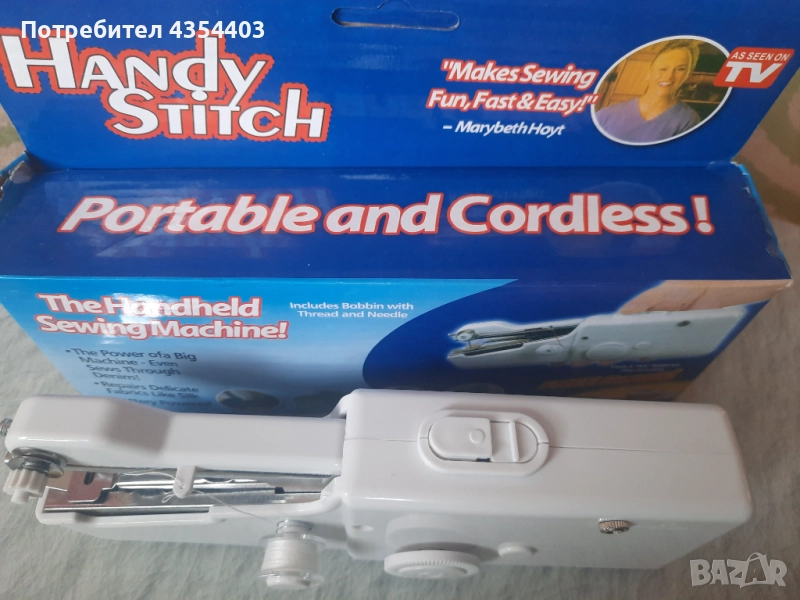 Потребител 4354403
HANDY
STITCH
"Makes Sewing
Fun, Fast & Easy!"
– Marybeth Hoyt
AS SEEN ON
TV
Portable and Cordless!
The Handheld
Sewing Machine!
Includes Bobbin with
Thread and Needle
• The Power of a Big
Machine - Even
Sews Through
Denim!
• Repairs Delicate
Fabrics Like Silk
BAZAR